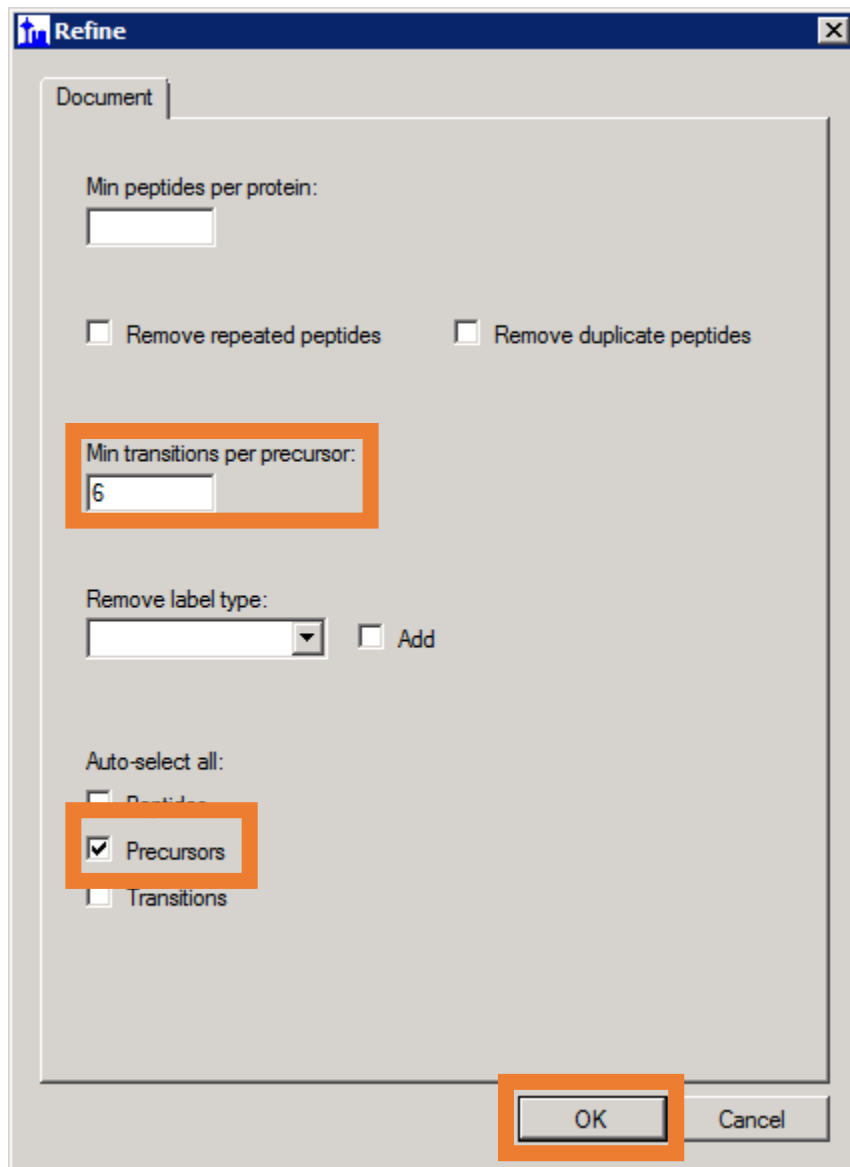 Refine
Document
Min peptides per protein:
Remove repeated peptides Remove duplicate peptides
Min transitions per precursor:
6
Remove label type:
Add
Auto-select all:
Peptides
Precursors
Transitions
OK Cancel